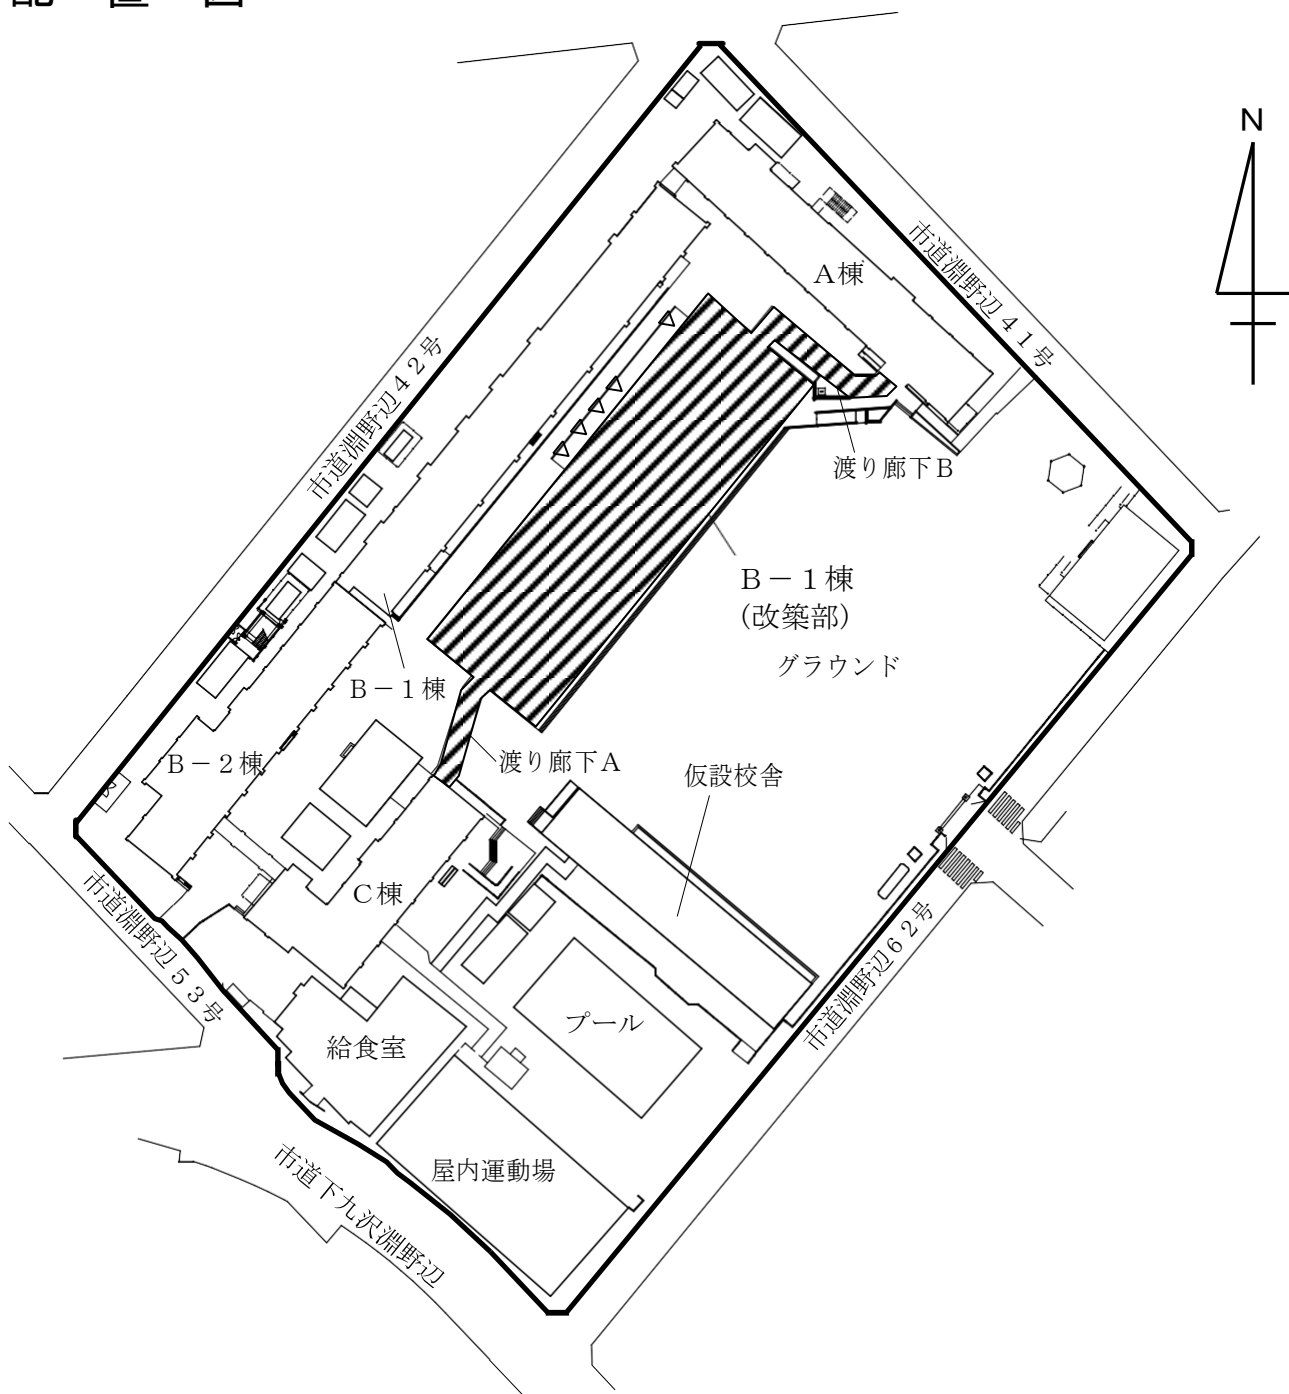 配置図
N
市道淵野辺４１号
A棟
市道淵野辺４２号
渡り廊下B
B－１棟
(改築部)
グラウンド
B－１棟
B－２棟
渡り廊下A
仮設校舎
C棟
市道淵野辺５３号
市道淵野辺６２号
プール
給食室
屋内運動場
市道下九沢淵野辺